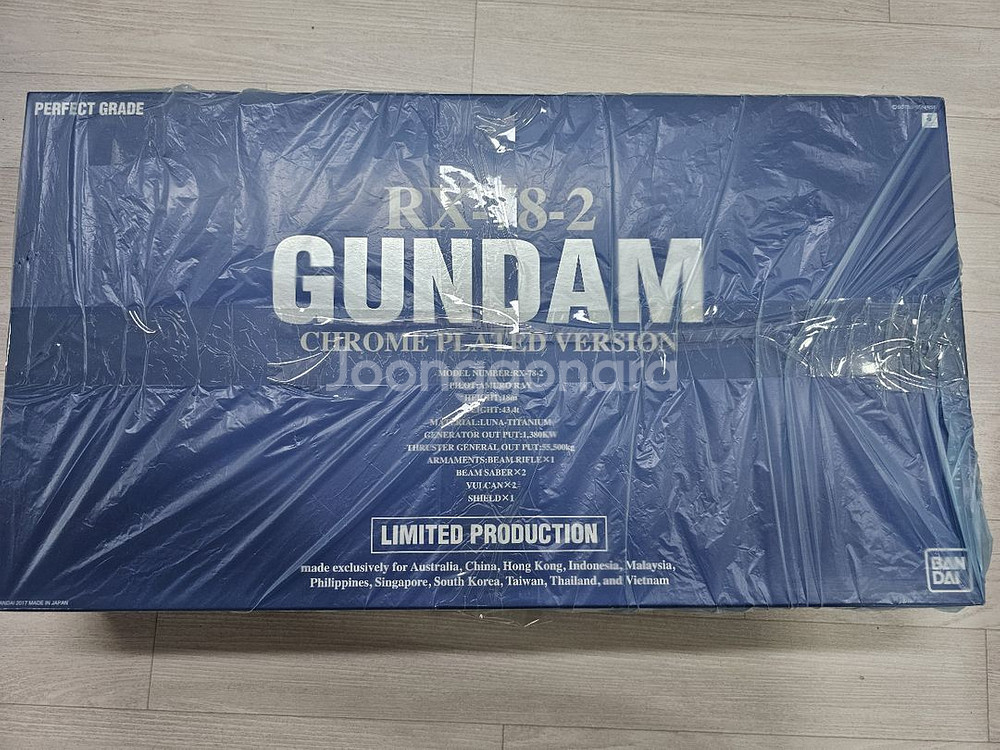 PERFECT GRADE
RX-78-2
GUNDAM
CHROME PLATED VERSION
MODEL NUMBER:RX-78-2
PILOT:AMURO RAY
HEIGHT:18m
WEIGHT:43.4t
MATERIAL:LUNA-TITANIUM
GENERATOR OUT PUT:1,380KW
THRUSTER GENERAL OUT PUT:55,500kg
ARMAMENTS:BEAM RIFLE×1
BEAM SABER×2
VULCAN×2
SHIELD×1
LIMITED PRODUCTION
made exclusively for Australia, China, Hong Kong, Indonesia, Malaysia,
Philippines, Singapore, South Korea, Taiwan, Thailand, and Vietnam
BAN
DAI
2017 MADE IN JAPAN